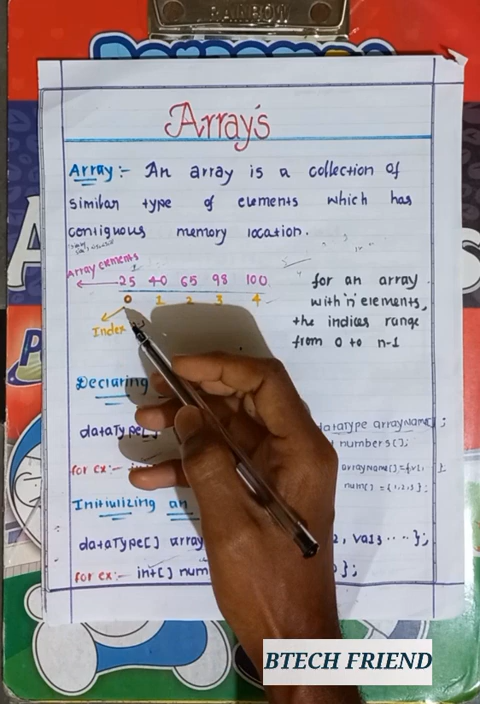 RAINBOW
Array's
Array:- An array is a collection of
similar type of elements which has
contiguous memory location.
Array elements
25 40 65 98 100
0 1 2 3 4
Index
for an array
with 'n' elements,
the indices range
from 0 to n-1
Declaring
dataType[] dataType arrayName ;
for ex:- numbers[];
arrayName[]={v1,
num[] = {1,2,3};
Initiulizing an
dataType[] array 2, val3 ....};
for ex:- int[] num };
BTECH FRIEND